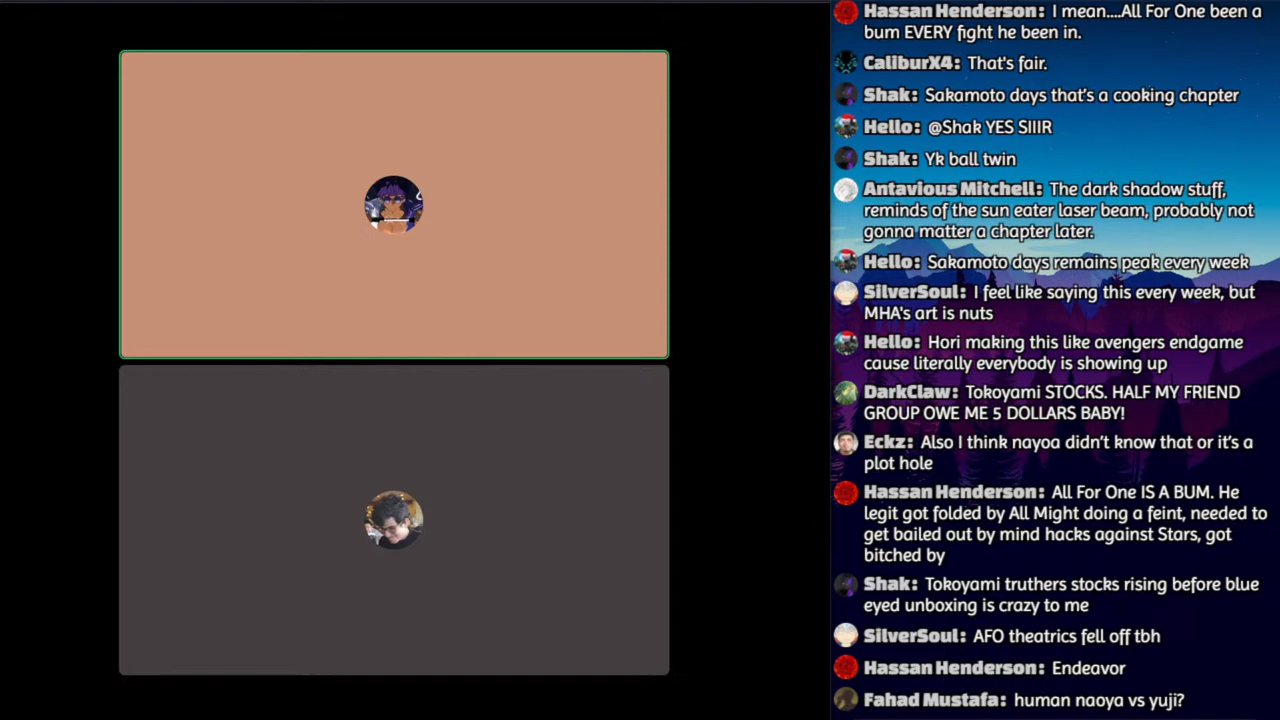 Hassan Henderson: I mean....All For One been a
bum EVERY fight he been in.
CaliburX4: That's fair.
Shak: Sakamoto days that's a cooking chapter
Hello: @Shak YES SIIIR
Shak: Yk ball twin
Antavious Mitchell: The dark shadow stuff,
reminds of the sun eater laser beam, probably not
gonna matter a chapter later.
Hello: Sakamoto days remains peak every week
SilverSoul: I feel like saying this every week, but
MHA's art is nuts
Hello: Hori making this like avengers endgame
cause literally everybody is showing up
DarkClaw: Tokoyami STOCKS. HALF MY FRIEND
GROUP OWE ME 5 DOLLARS BABY!
Eckz: Also I think nayoa didn't know that or it's a
plot hole
Hassan Henderson: All For One IS A BUM. He
legit got folded by All Might doing a feint, needed to
get bailed out by mind hacks against Stars, got
bitched by
Shak: Tokoyami truthers stocks rising before blue
eyed unboxing is crazy to me
SilverSoul: AFO theatrics fell off tbh
Hassan Henderson: Endeavor
Fahad Mustafa: human naoya vs yuji?